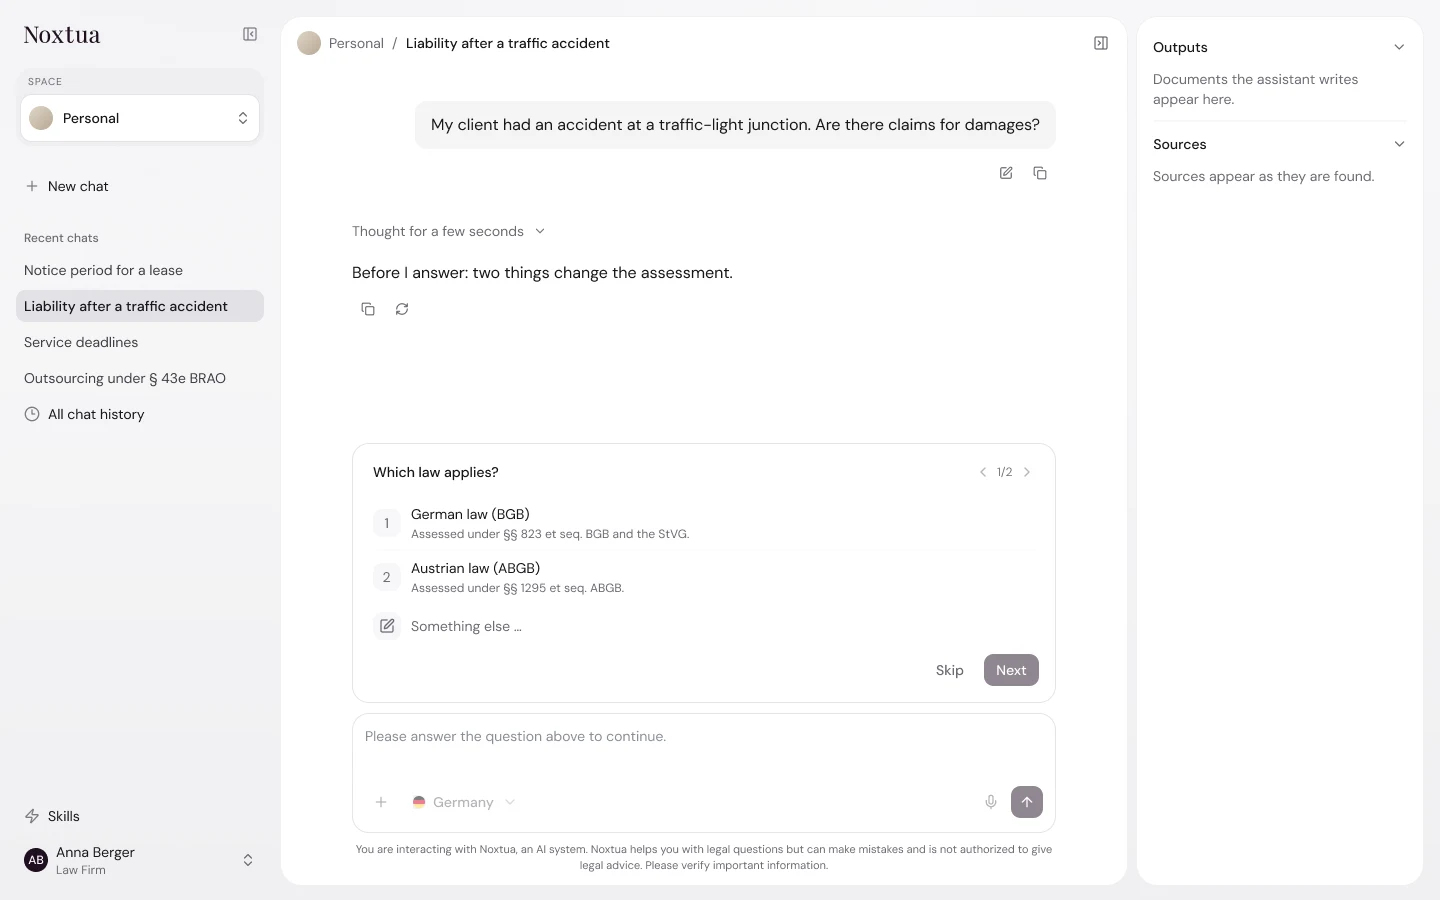 Noxtua
SPACE
Personal
New chat
Recent chats
Notice period for a lease
Liability after a traffic accident
Service deadlines
Outsourcing under § 43e BRAO
All chat history
Skills
AB
Anna Berger
Law Firm
Personal / Liability after a traffic accident
My client had an accident at a traffic-light junction. Are there claims for damages?
Thought for a few seconds
Before I answer: two things change the assessment.
Which law applies?
1/2
1
German law (BGB)
Assessed under §§ 823 et seq. BGB and the StVG.
2
Austrian law (ABGB)
Assessed under §§ 1295 et seq. ABGB.
Something else …
Skip
Next
Please answer the question above to continue.
Germany
You are interacting with Noxtua, an AI system. Noxtua helps you with legal questions but can make mistakes and is not authorized to give
legal advice. Please verify important information.
Outputs
Documents the assistant writes
appear here.
Sources
Sources appear as they are found.